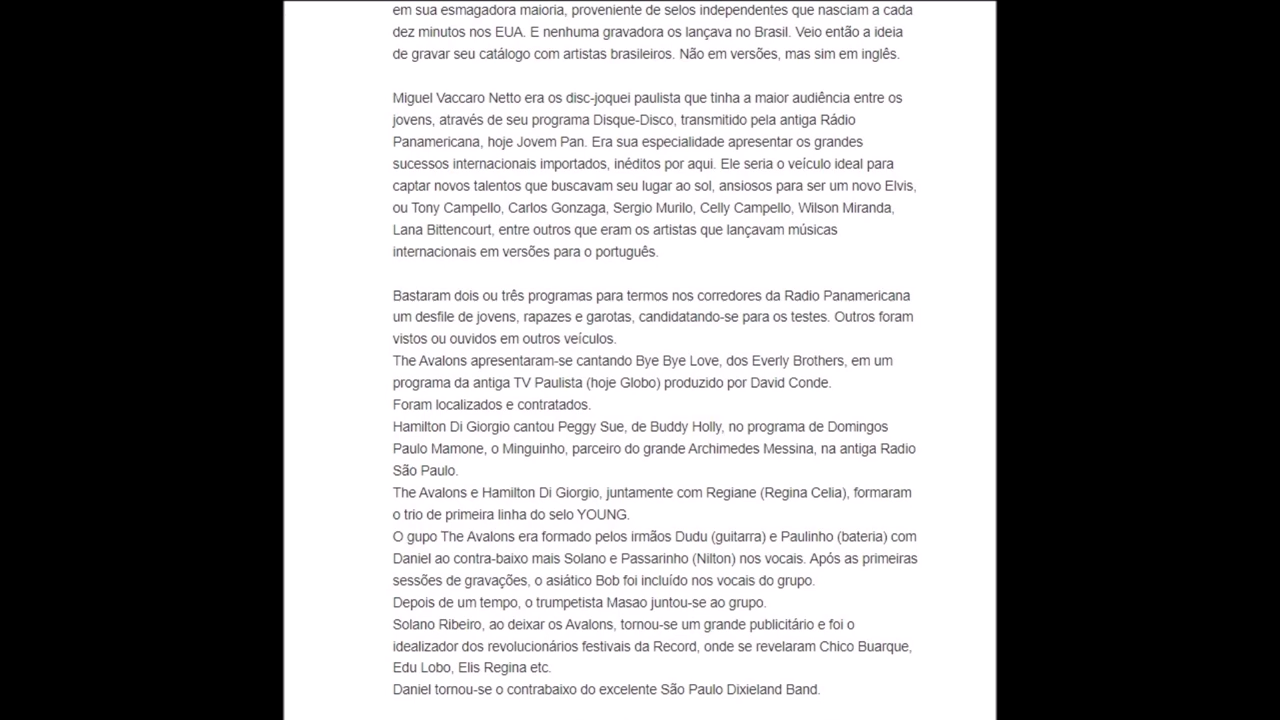 em sua esmagadora maioria, proveniente de selos independentes que nasciam a cada
dez minutos nos EUA. E nenhuma gravadora os lançava no Brasil. Veio então a ideia
de gravar seu catálogo com artistas brasileiros. Não em versões, mas sim em inglês.
Miguel Vaccaro Netto era os disc-joquei paulista que tinha a maior audiência entre os
jovens, através de seu programa Disque-Disco, transmitido pela antiga Rádio
Panamericana, hoje Jovem Pan. Era sua especialidade apresentar os grandes
sucessos internacionais importados, inéditos por aqui. Ele seria o veículo ideal para
captar novos talentos que buscavam seu lugar ao sol, ansiosos para ser um novo Elvis,
ou Tony Campello, Carlos Gonzaga, Sergio Murilo, Celly Campello, Wilson Miranda,
Lana Bittencourt, entre outros que eram os artistas que lançavam músicas
internacionais em versões para o português.
Bastaram dois ou três programas para termos nos corredores da Radio Panamericana
um desfile de jovens, rapazes e garotas, candidatando-se para os testes. Outros foram
vistos ou ouvidos em outros veículos.
The Avalons apresentaram-se cantando Bye Bye Love, dos Everly Brothers, em um
programa da antiga TV Paulista (hoje Globo) produzido por David Conde.
Foram localizados e contratados.
Hamilton Di Giorgio cantou Peggy Sue, de Buddy Holly, no programa de Domingos
Paulo Mamone, o Minguinho, parceiro do grande Archimedes Messina, na antiga Radio
São Paulo.
The Avalons e Hamilton Di Giorgio, juntamente com Regiane (Regina Celia), formaram
o trio de primeira linha do selo YOUNG.
O gupo The Avalons era formado pelos irmãos Dudu (guitarra) e Paulinho (bateria) com
Daniel ao contra-baixo mais Solano e Passarinho (Nilton) nos vocais. Após as primeiras
sessões de gravações, o asiático Bob foi incluído nos vocais do grupo.
Depois de um tempo, o trumpetista Masao juntou-se ao grupo.
Solano Ribeiro, ao deixar os Avalons, tornou-se um grande publicitário e foi o
idealizador dos revolucionários festivais da Record, onde se revelaram Chico Buarque,
Edu Lobo, Elis Regina etc.
Daniel tornou-se o contrabaixo do excelente São Paulo Dixieland Band.